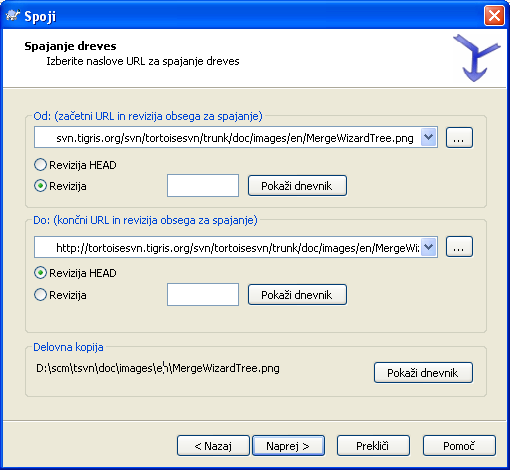 Spoji
Spajanje dreves
Izberite naslove URL za spajanje dreves
Od: (začetni URL in revizija obsega za spajanje)
svn.tigris.org/svn/tortoisesvn/trunk/doc/images/en/MergeWizardTree.png
...
Revizija HEAD
Revizija
Pokaži dnevnik
Do: (končni URL in revizija obsega za spajanje)
http://tortoisesvn.tigris.org/svn/tortoisesvn/trunk/doc/images/en/MergeWiz
...
Revizija HEAD
Revizija
Pokaži dnevnik
Delovna kopija
D:\scm\tsvn\doc\images\en\MergeWizardTree.png
Pokaži dnevnik
< Nazaj
Naprej >
Prekliči
Pomoč